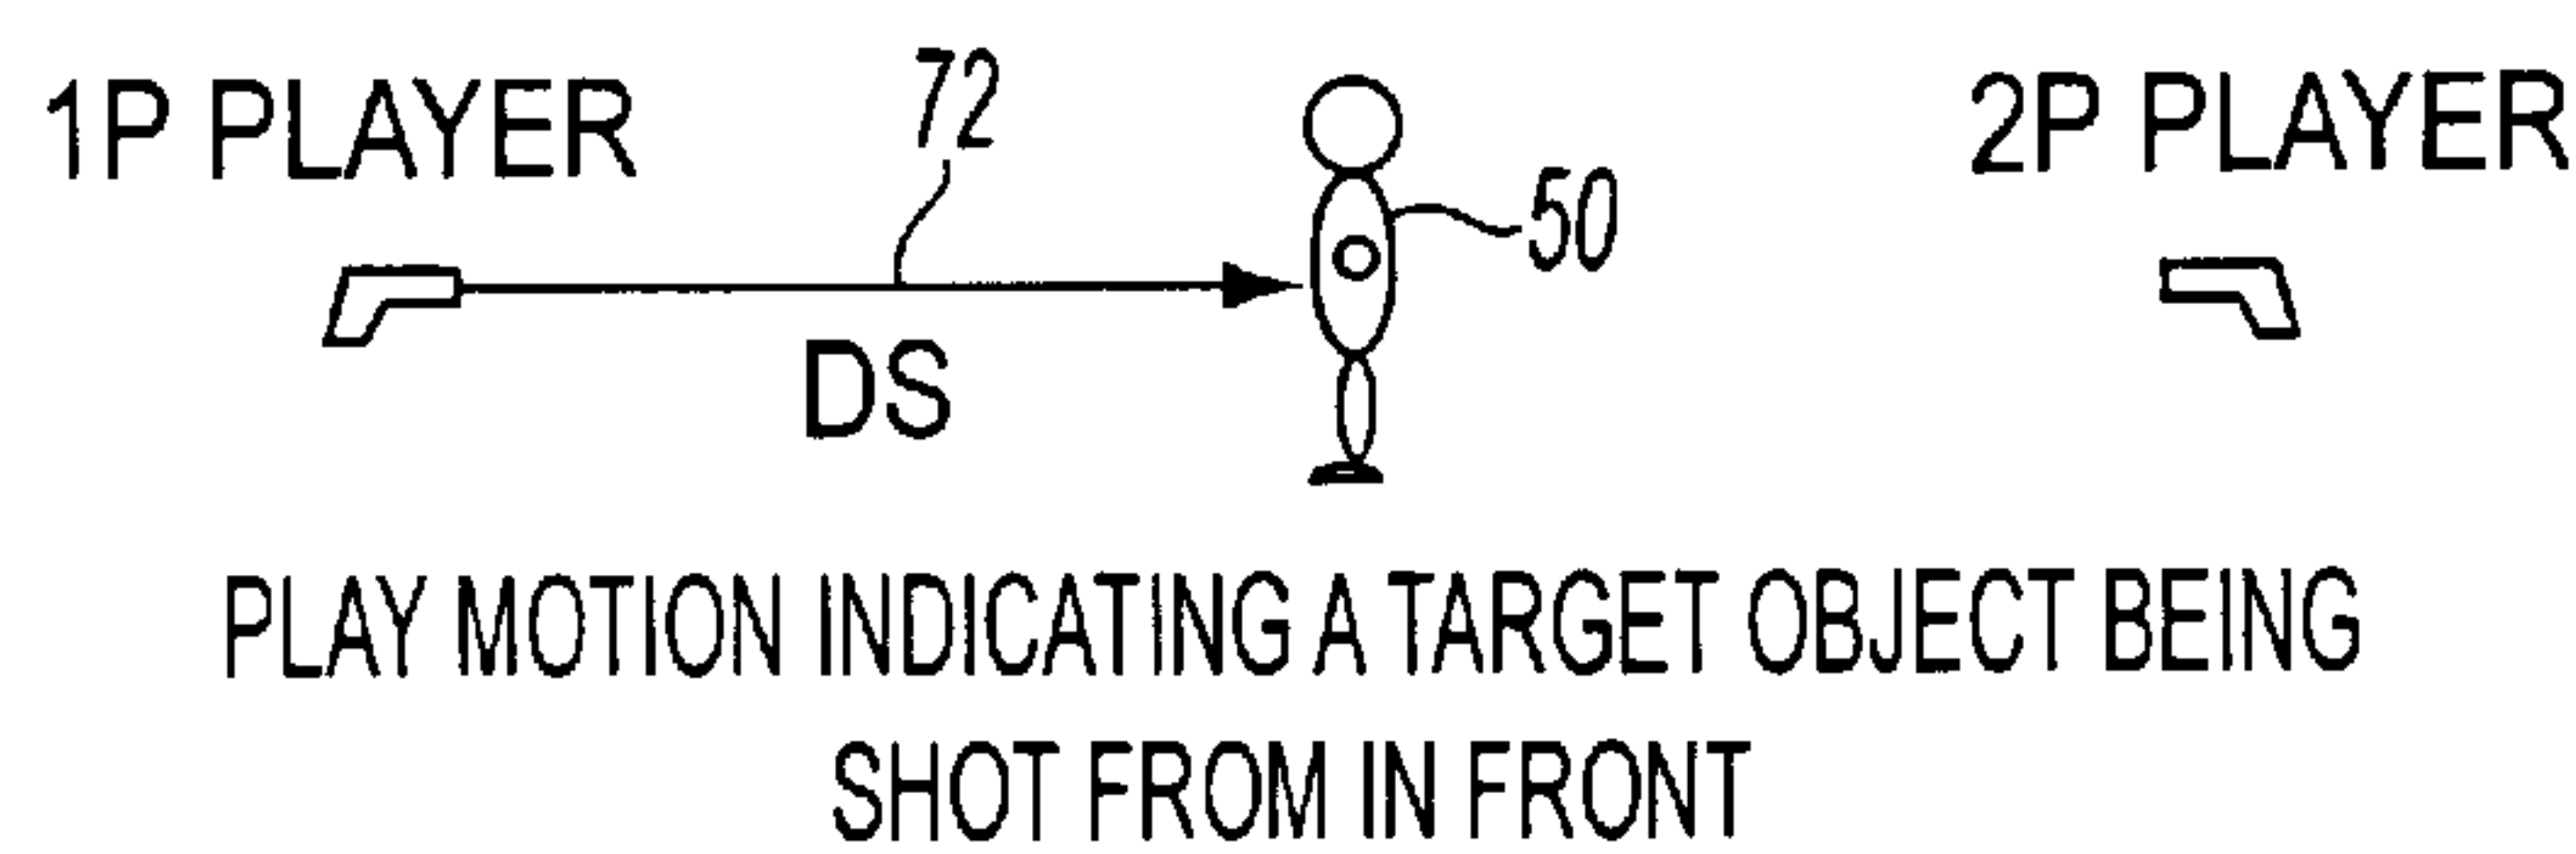 1P PLAYER
72
2P PLAYER
50
DS
PLAY MOTION INDICATING A TARGET OBJECT BEING
SHOT FROM IN FRONT